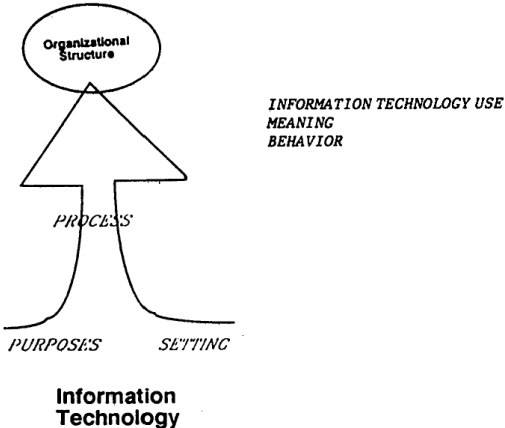 Organizational
Structure
INFORMATION TECHNOLOGY USE
MEANING
BEHAVIOR
PROCESS
PURPOSES SETTING
Information
Technology